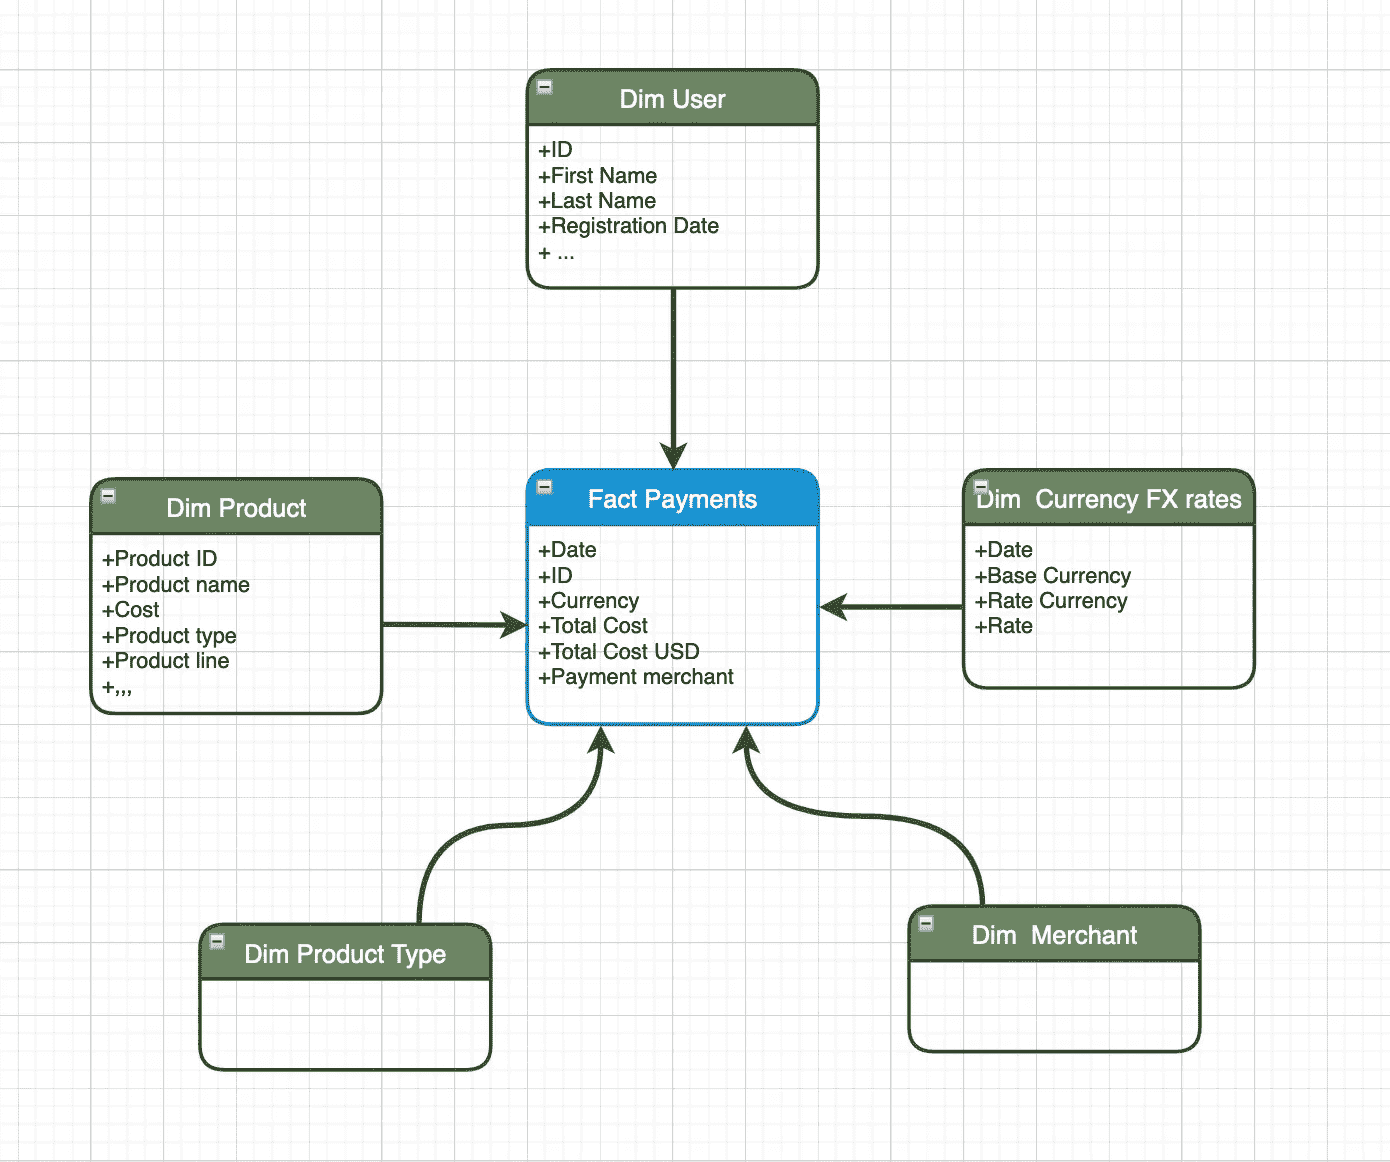 Dim User
+ID
+First Name
+Last Name
+Registration Date
+ ...
Dim Product
+Product ID
+Product name
+Cost
+Product type
+Product line
+,,,
Fact Payments
+Date
+ID
+Currency
+Total Cost
+Total Cost USD
+Payment merchant
Dim  Currency FX rates
+Date
+Base Currency
+Rate Currency
+Rate
Dim Product Type
Dim  Merchant